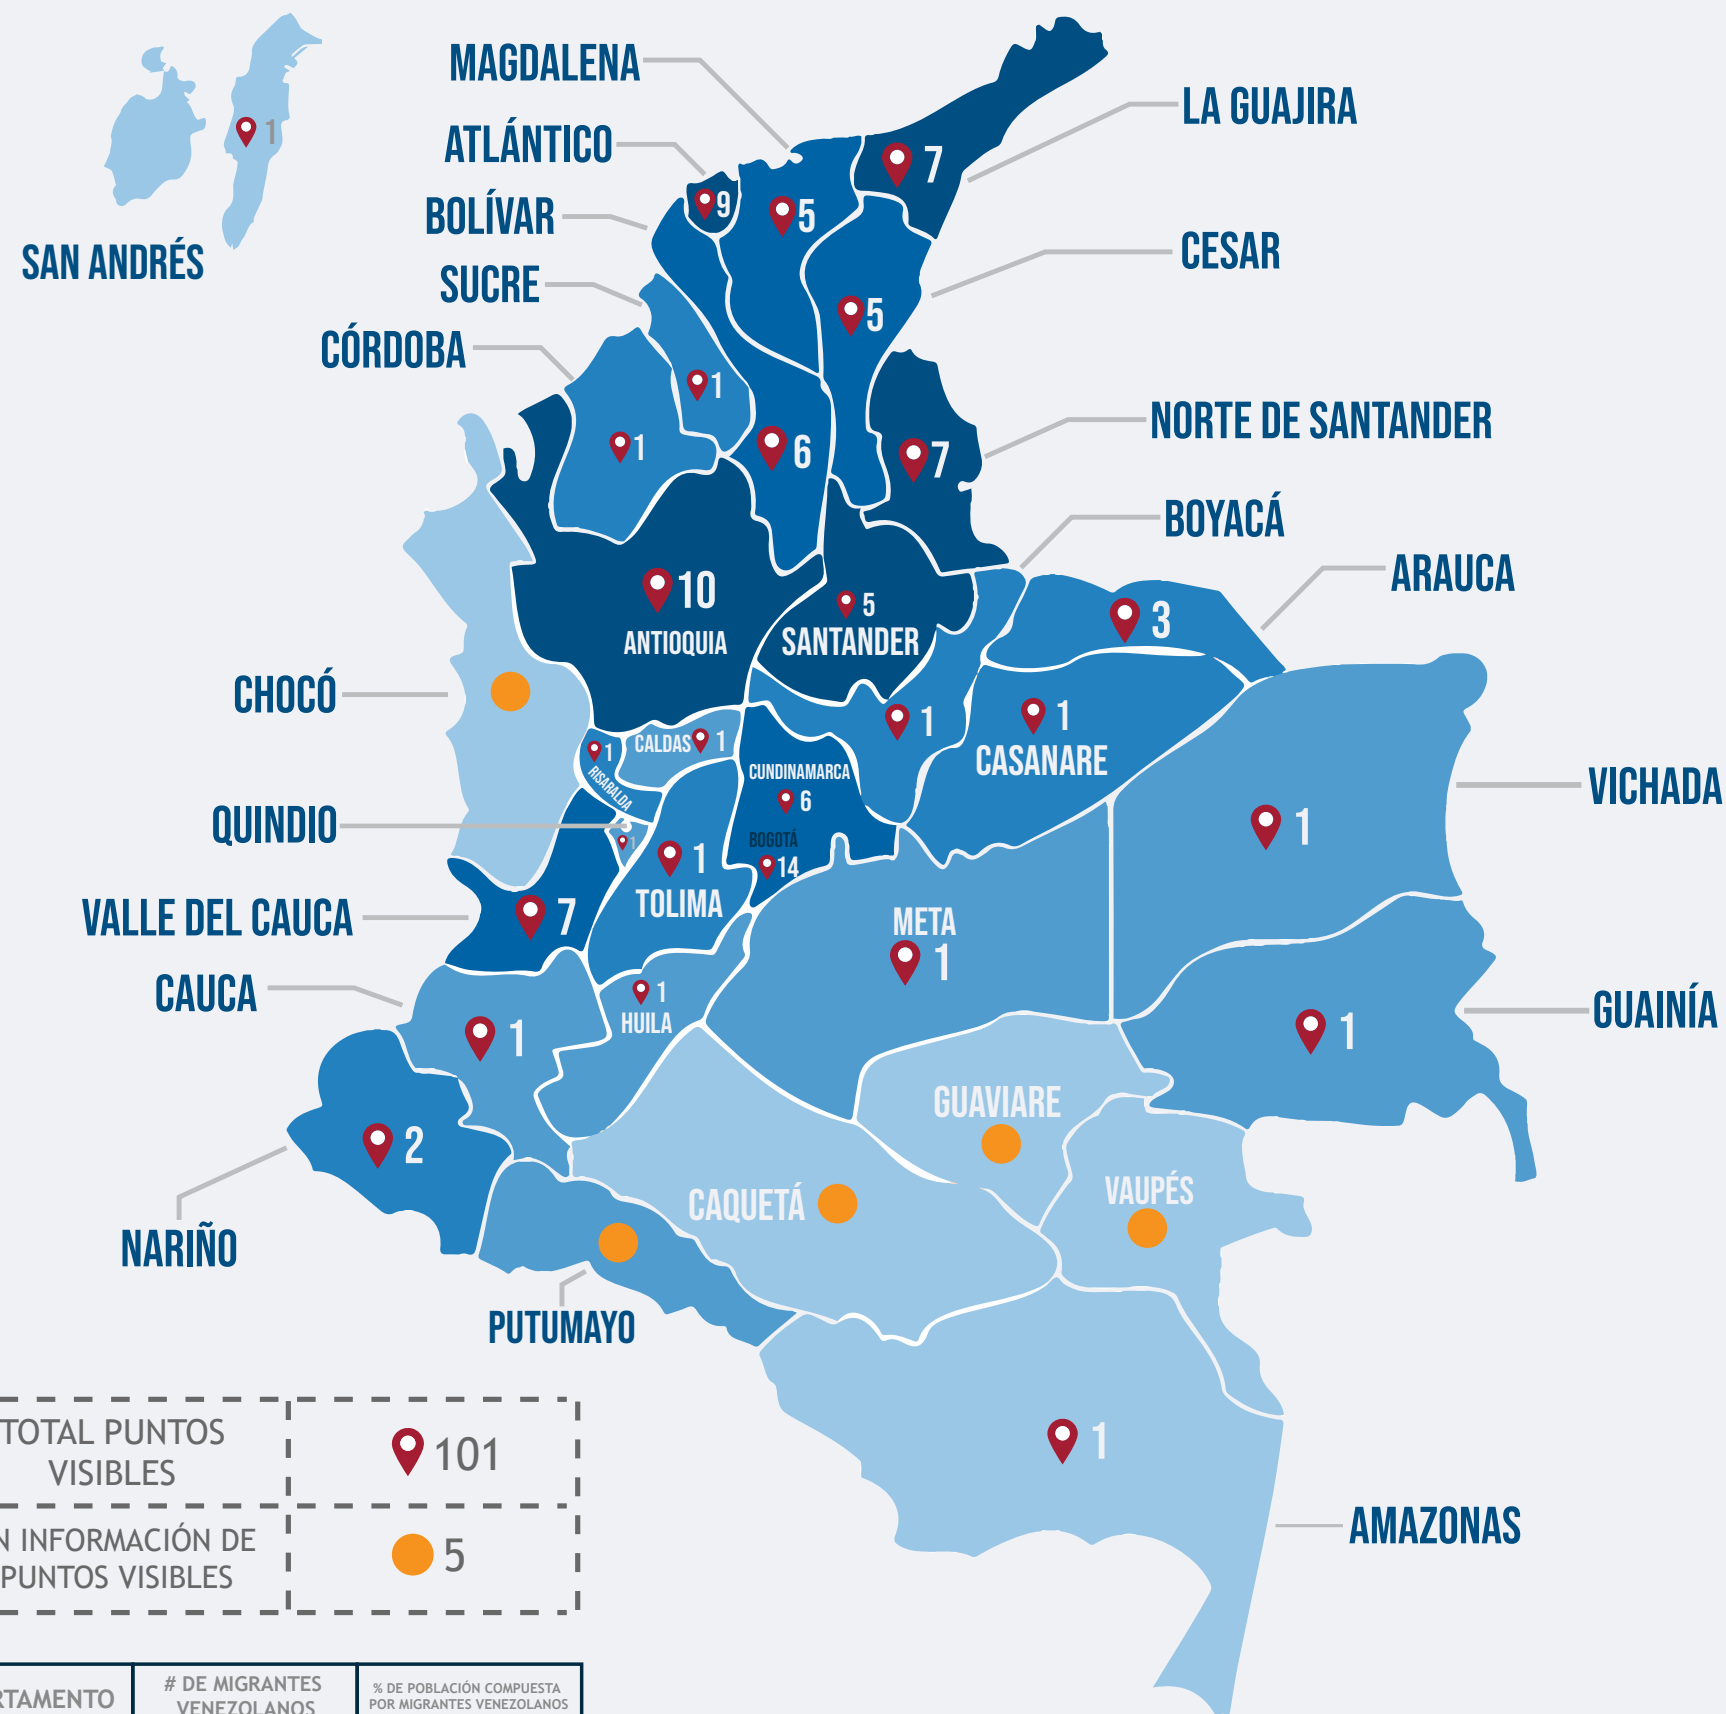 MAGDALENA
LA GUAJIRA
1
ATLÁNTICO
7
9
5
BOLÍVAR
SAN ANDRÉS
CESAR
SUCRE
5
CÓRDOBA
1
NORTE DE SANTANDER
1
6
7
BOYACÁ
ARAUCA
10
5
3
ANTIOQUIA
SANTANDER
CHOCÓ
1
1
CALDAS
1
1
CASANARE
RISARALDA
CUNDINAMARCA
VICHADA
6
QUINDIO
1
BOGOTÁ
1
1
14
TOLIMA
VALLE DEL CAUCA
7
META
1
CAUCA
1
HUILA
GUAINÍA
1
1
GUAVIARE
2
CAQUETÁ
VAUPÉS
NARIÑO
PUTUMAYO
1
TOTAL PUNTOS
VISIBLES
101
AMAZONAS
N INFORMACIÓN DE
PUNTOS VISIBLES
5
RTAMENTO
# DE MIGRANTES
VENEZOLANOS
% DE POBLACIÓN COMPUESTA
POR MIGRANTES VENEZOLANOS